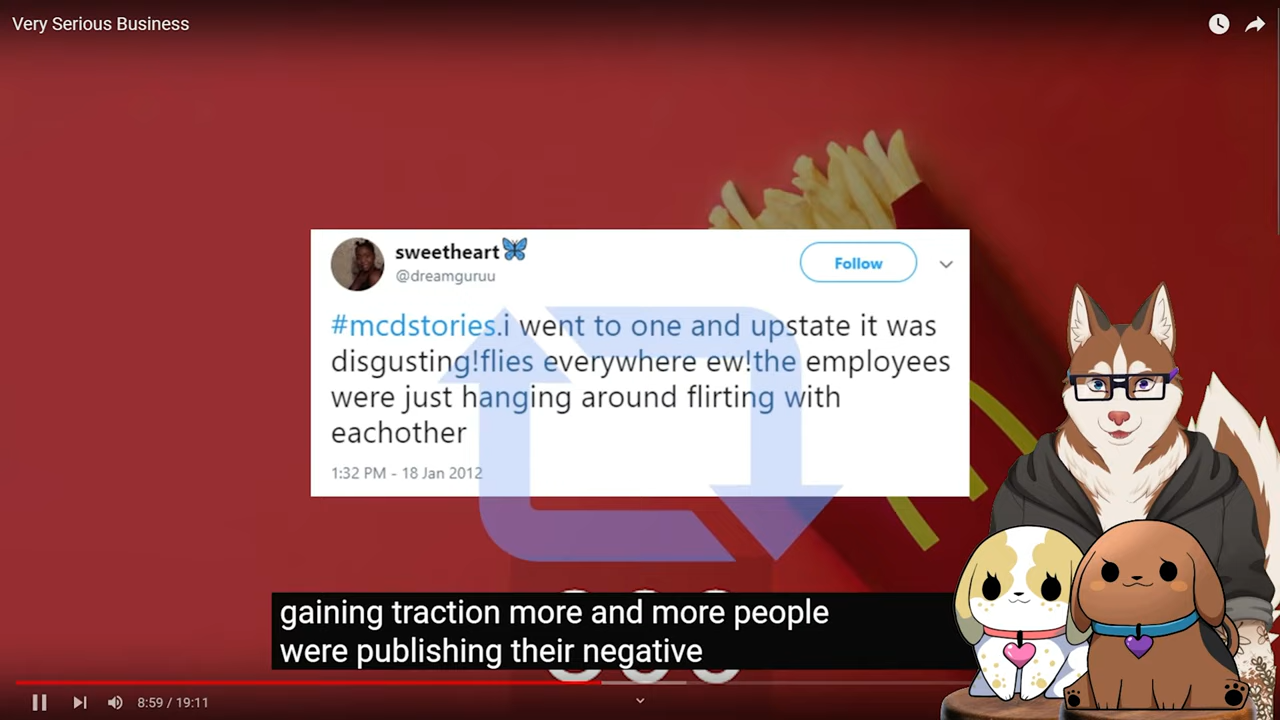 Very Serious Business
sweetheart🦋
@dreamguruu
Follow
#mcdstories.i went to one and upstate it was
disgusting!flies everywhere ew!the employees
were just hanging around flirting with
eachother
1:32 PM - 18 Jan 2012
gaining traction more and more people
were publishing their negative
8:59 / 19:11